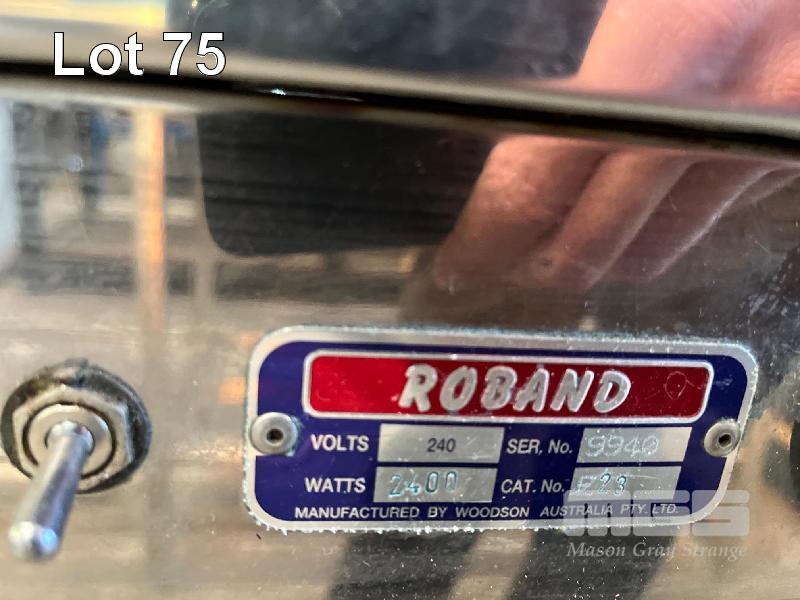 Lot 75
ROBAND
VOLTS 240 SER. No. 9940
WATTS 2400 CAT. No. E23
MANUFACTURED BY WOODSON AUSTRALIA PTY. LTD.
MGS
Mason Gray Strange